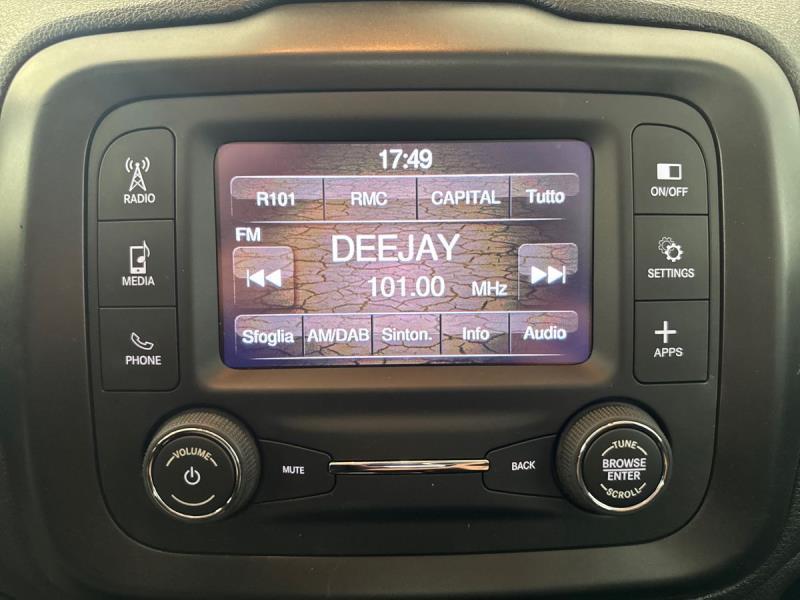 17:49
R101 RMC CAPITAL Tutto
FM
DEEJAY
101.00 MHz
Sfoglia AM/DAB Sinton. Info Audio
RADIO
MEDIA
PHONE
ON/OFF
SETTINGS
APPS
VOLUME
MUTE
BACK
TUNE
BROWSE
ENTER
SCROLL